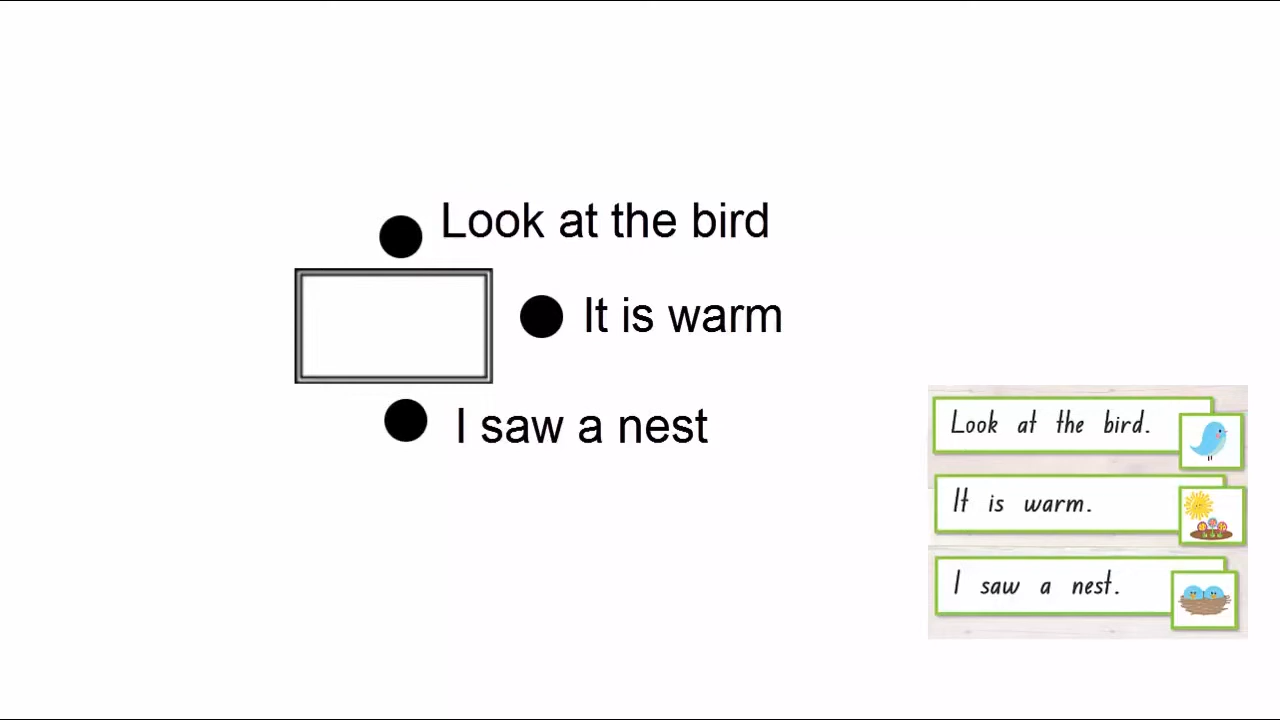 Look at the bird
It is warm
I saw a nest
Look at the bird.
It is warm.
I saw a nest.